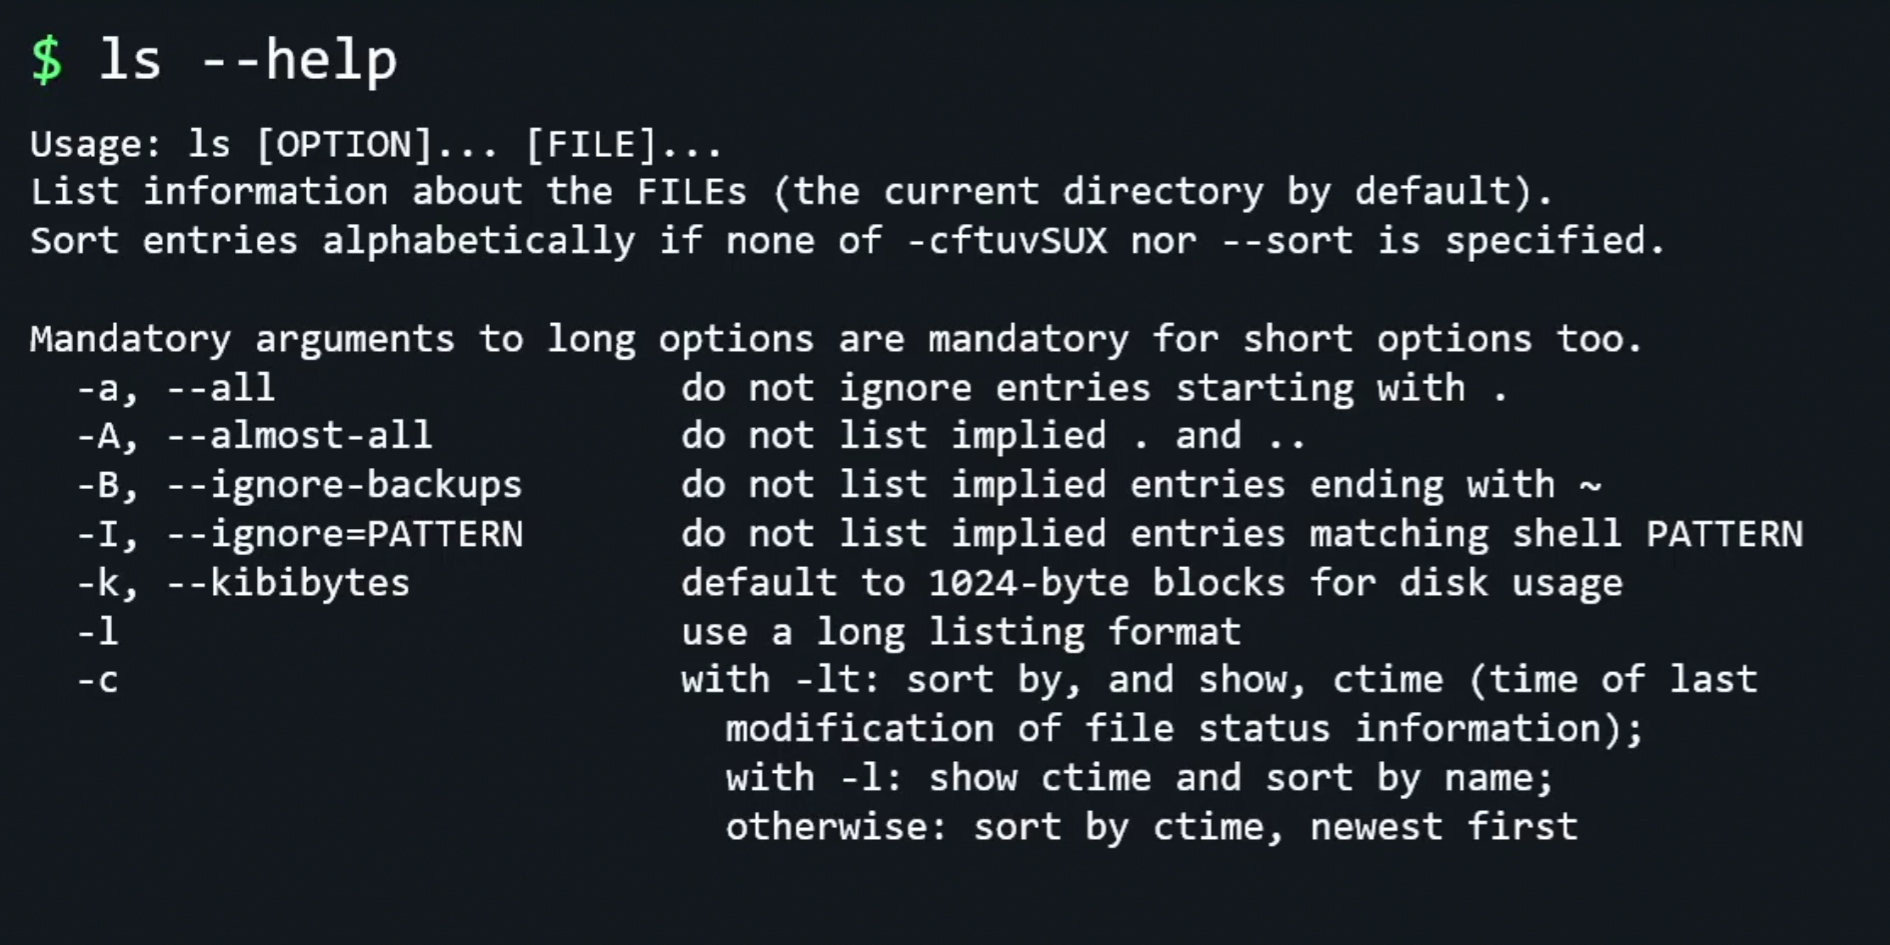 $ ls --help
Usage: ls [OPTION]... [FILE]...
List information about the FILEs (the current directory by default).
Sort entries alphabetically if none of -cftuvSUX nor --sort is specified.
Mandatory arguments to long options are mandatory for short options too.
-a, --all do not ignore entries starting with .
-A, --almost-all do not list implied . and ..
-B, --ignore-backups do not list implied entries ending with ~
-I, --ignore=PATTERN do not list implied entries matching shell PATTERN
-k, --kibibytes default to 1024-byte blocks for disk usage
-l use a long listing format
-c with -lt: sort by, and show, ctime (time of last
modification of file status information);
with -l: show ctime and sort by name;
otherwise: sort by ctime, newest first